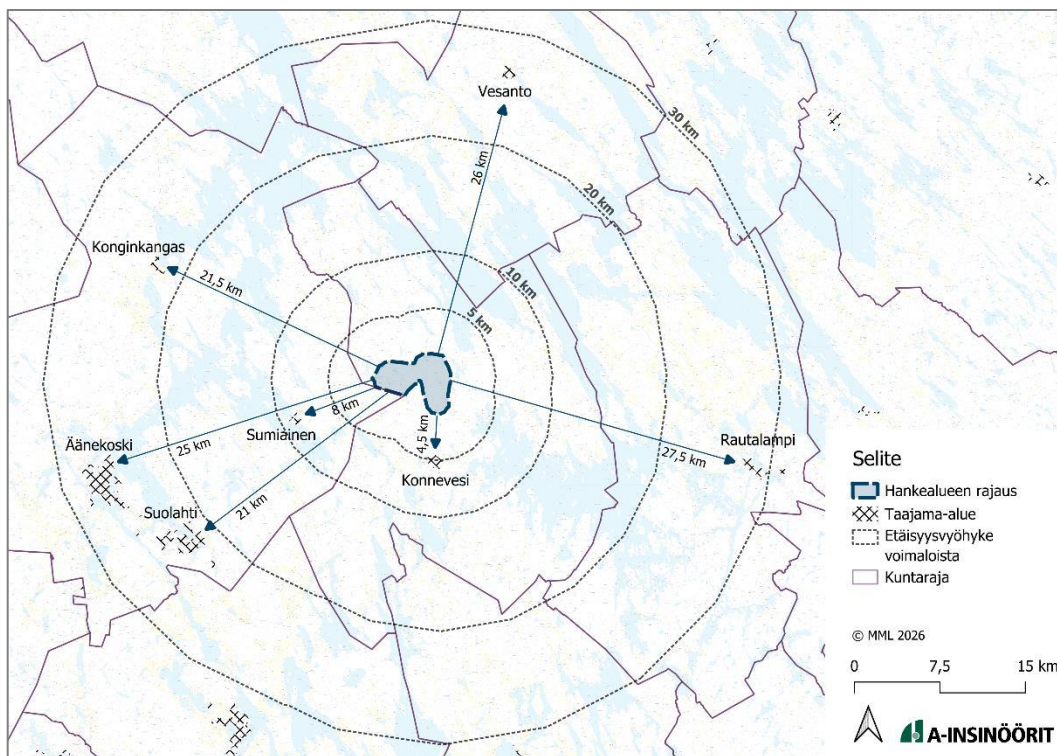 Vesanto
30 km
26 km
20 km
Konginkangas
21,5 km
10 km
5 km
8 km
Sumiainen
4,5 km
Äänekoski
25 km
Rautalampi
27,5 km
Konnevesi
Suolahti
21 km
Selite
Hankealueen rajaus
Taajama-alue
Etäisyysvyöhyke
voimaloista
Kuntaraja
© MML 2026
0 7,5 15 km
A-INSINÖÖRIT